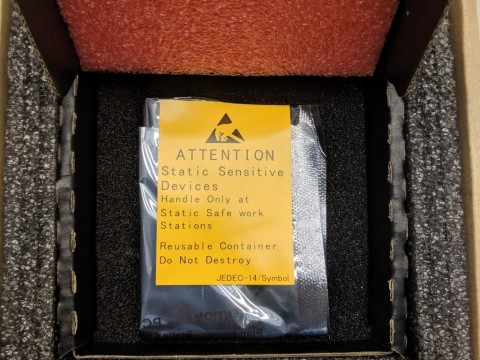 ATTENTION
Static Sensitive
Devices
Handle Only at
Static Safe work
Stations
Reusable Container
Do Not Destroy
JEDEC-14/Symbol